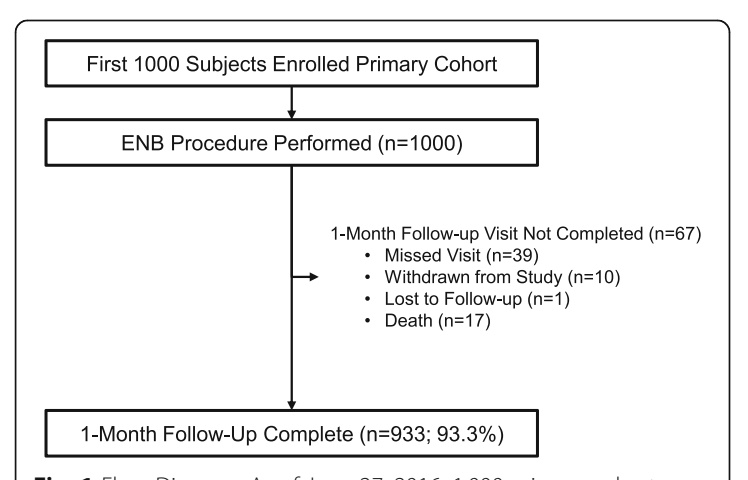 First 1000 Subjects Enrolled Primary Cohort
ENB Procedure Performed (n=1000)
1-Month Follow-up Visit Not Completed (n=67)
• Missed Visit (n=39)
• Withdrawn from Study (n=10)
• Lost to Follow-up (n=1)
• Death (n=17)
1-Month Follow-Up Complete (n=933; 93.3%)